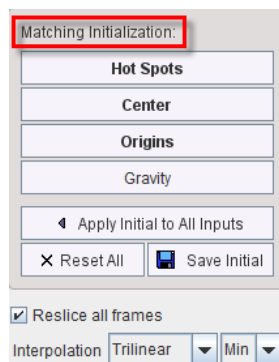 Matching Initialization:
Hot Spots
Center
Origins
Gravity
Apply Initial to All Inputs
Reset All
Save Initial
Reslice all frames
Interpolation Trilinear Min